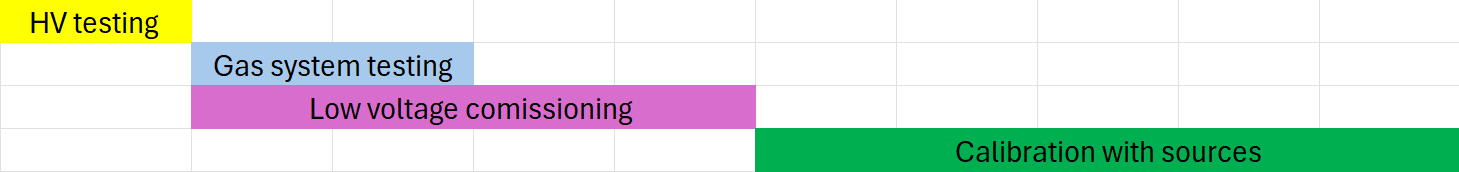 HV testing
Gas system testing
Low voltage comissioning
Calibration with sources